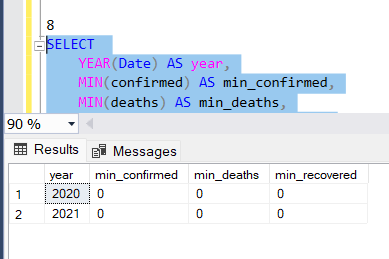 8
SELECT
YEAR(Date) AS year,
MIN(confirmed) AS min_confirmed,
MIN(deaths) AS min_deaths,
90 %
Results Messages
year min_confirmed min_deaths min_recovered
1 2020 0 0 0
2 2021 0 0 0